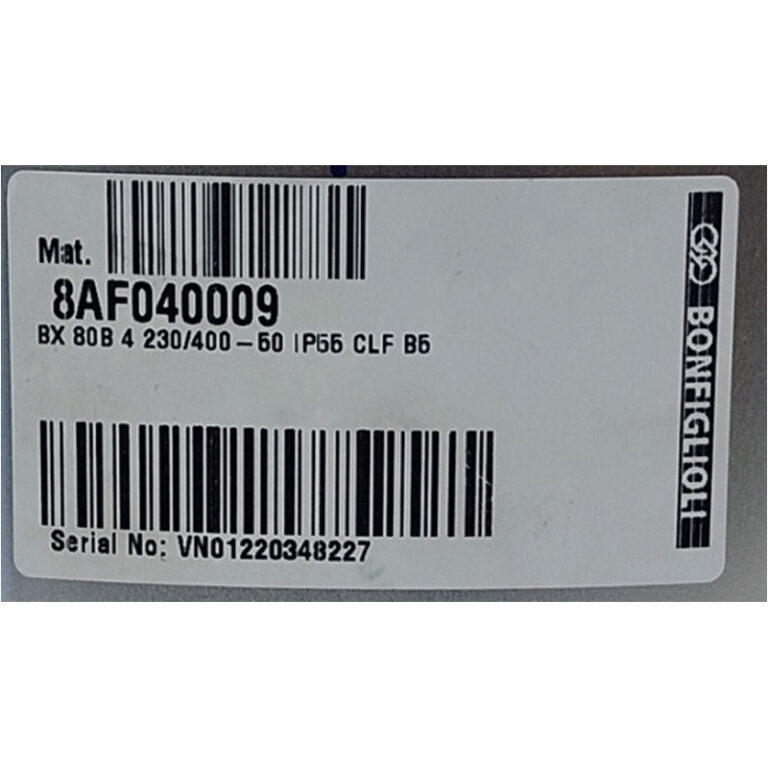 Mat.
8AF040009
BX 80B 4 230/400-50 IP55 CLF B5
Serial No: VN01220348227
BONFIGLIOLI